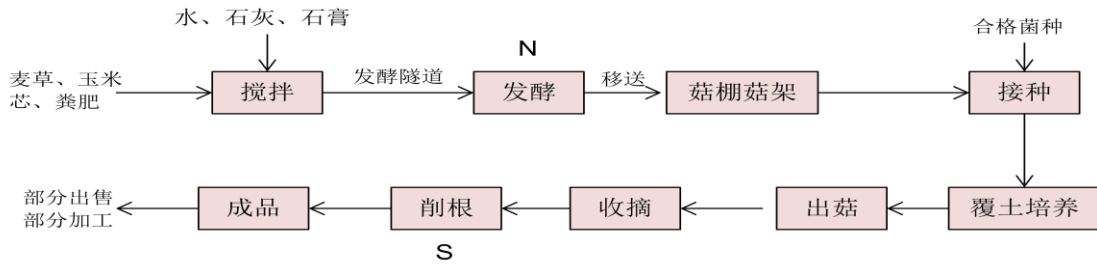 水、石灰、石膏
N
合格菌种
麦草、玉米
芯、粪肥
搅拌
发酵隧道
发酵
移送
菇棚菇架
接种
部分出售
部分加工
成品
削根
收摘
出菇
覆土培养
S